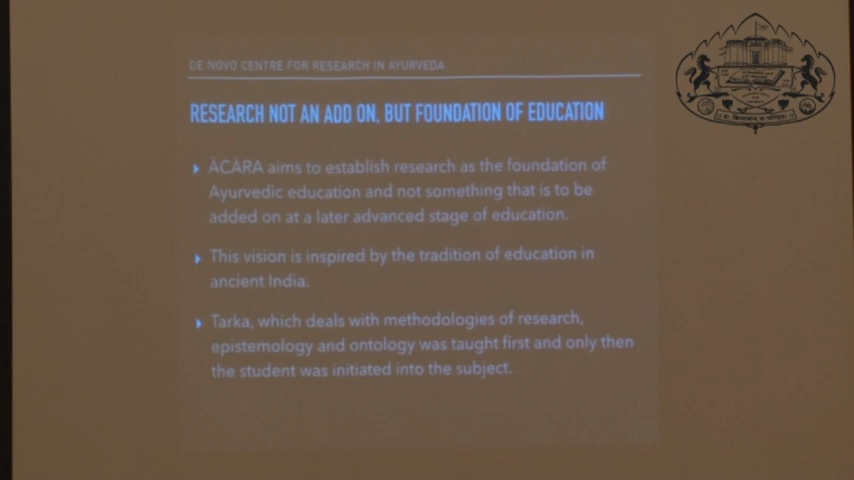 DE NOVO CENTRE FOR RESEARCH IN AYURVEDA
RESEARCH NOT AN ADD ON, BUT FOUNDATION OF EDUCATION
ĀCĀRA aims to establish research as the foundation of
Ayurvedic education and not something that is to be
added on at a later advanced stage of education.
This vision is inspired by the tradition of education in
ancient India.
Tarka, which deals with methodologies of research,
epistemology and ontology was taught first and only then
the student was initiated into the subject.